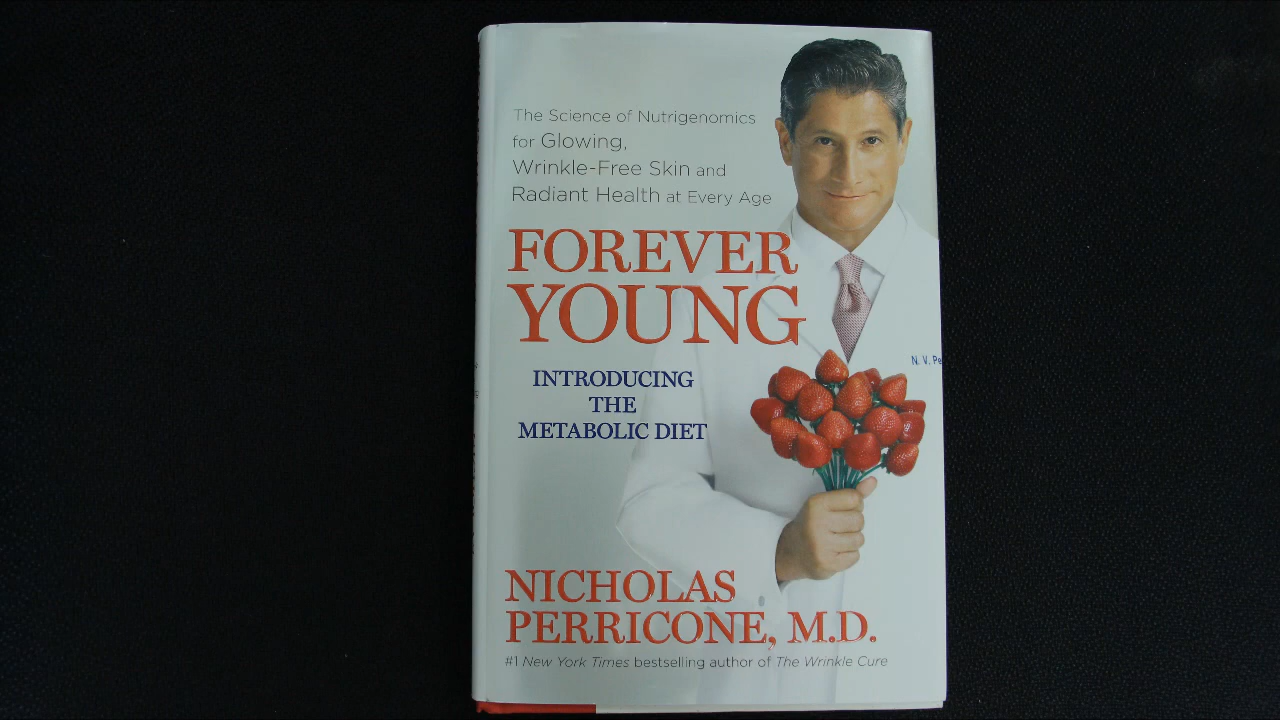 The Science of Nutrigenomics
for Glowing,
Wrinkle-Free Skin and
Radiant Health at Every Age
FOREVER
YOUNG
INTRODUCING
THE
METABOLIC DIET
N. V. Pe
NICHOLAS
PERRICONE, M.D.
#1 New York Times bestselling author of The Wrinkle Cure